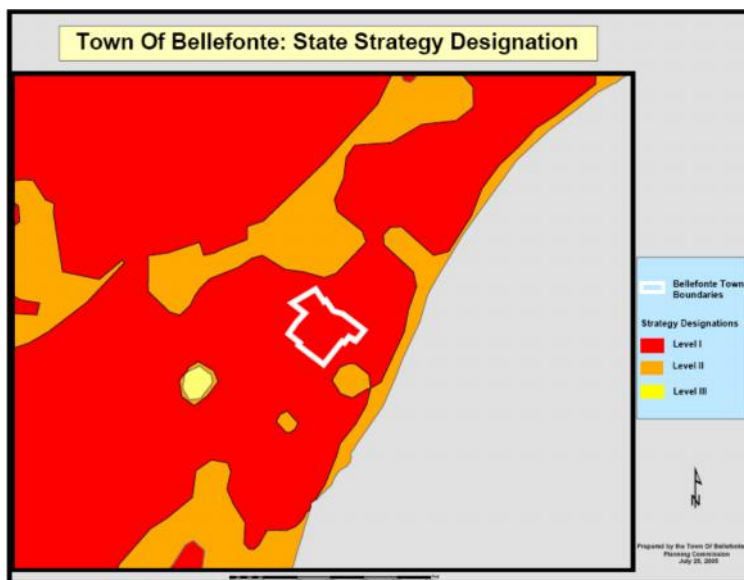 Town Of Bellefonte: State Strategy Designation
Bellefonte Town
Boundaries
Strategy Designations
Level I
Level II
Level III
N
Prepared by the Town Of Bellefonte
Planning Commission
July 25, 2005